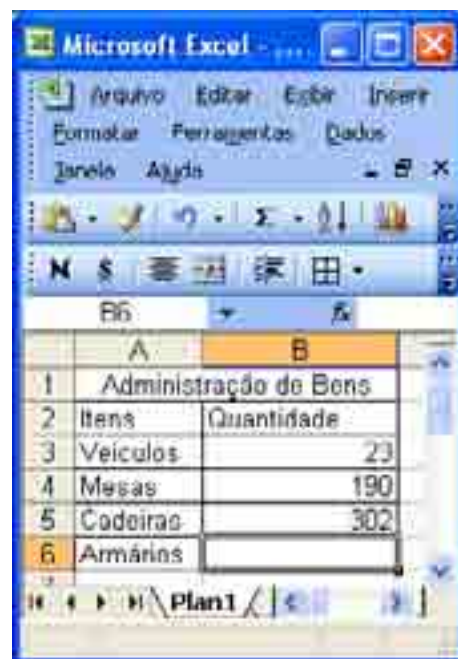 Microsoft Excel - ....
Arquivo Editar Exibir Inserir
Formatar Ferramentas Dados
Janela Ajuda
N $
B6 fx
A B
1 Administração de Bens
2 Itens Quantidade
3 Veículos 23
4 Mesas 190
5 Cadeiras 302
6 Armários
Plan1